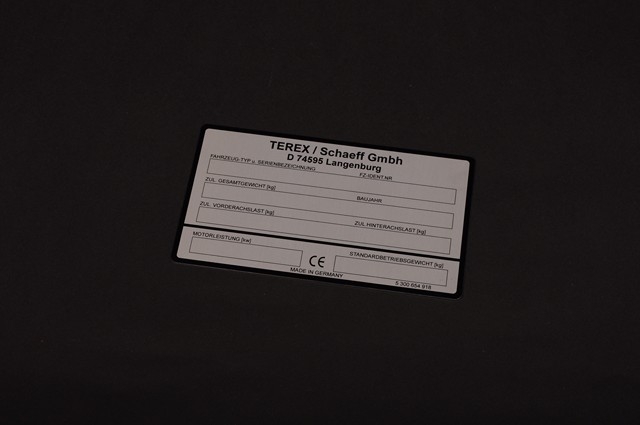 TEREX / Schaeff Gmbh
D 74595 Langenburg
FAHRZEUG-TYP u. SERIENBEZEICHNUNG FZ-IDENT.NR
ZUL. GESAMTGEWICHT [kg] BAUJAHR
ZUL. VORDERACHSLAST [kg] ZUL.HINTERACHSLAST [kg]
MOTORLEISTUNG [kw] CE STANDARDBETRIEBSGEWICHT [kg]
MADE IN GERMANY 5 300 654 918